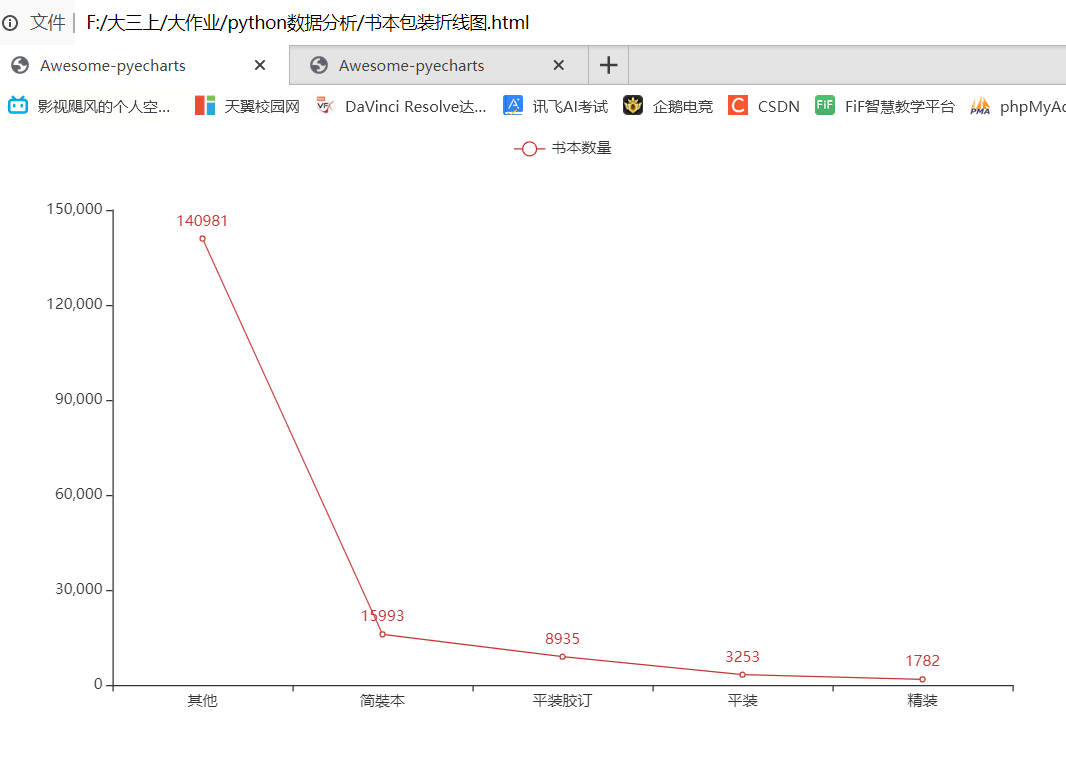 文件 F:/大三上/大作业/python数据分析/书本包装折线图.html
Awesome-pyecharts Awesome-pyecharts
影视飓风的个人空... 天翼校园网 DaVinci Resolve达... 讯飞AI考试 企鹅电竞 CSDN FiF智慧教学平台 phpMyAd
书本数量
150,000
140981
120,000
90,000
60,000
30,000
15993
8935
3253
1782
0
其他 简装本 平装胶订 平装 精装